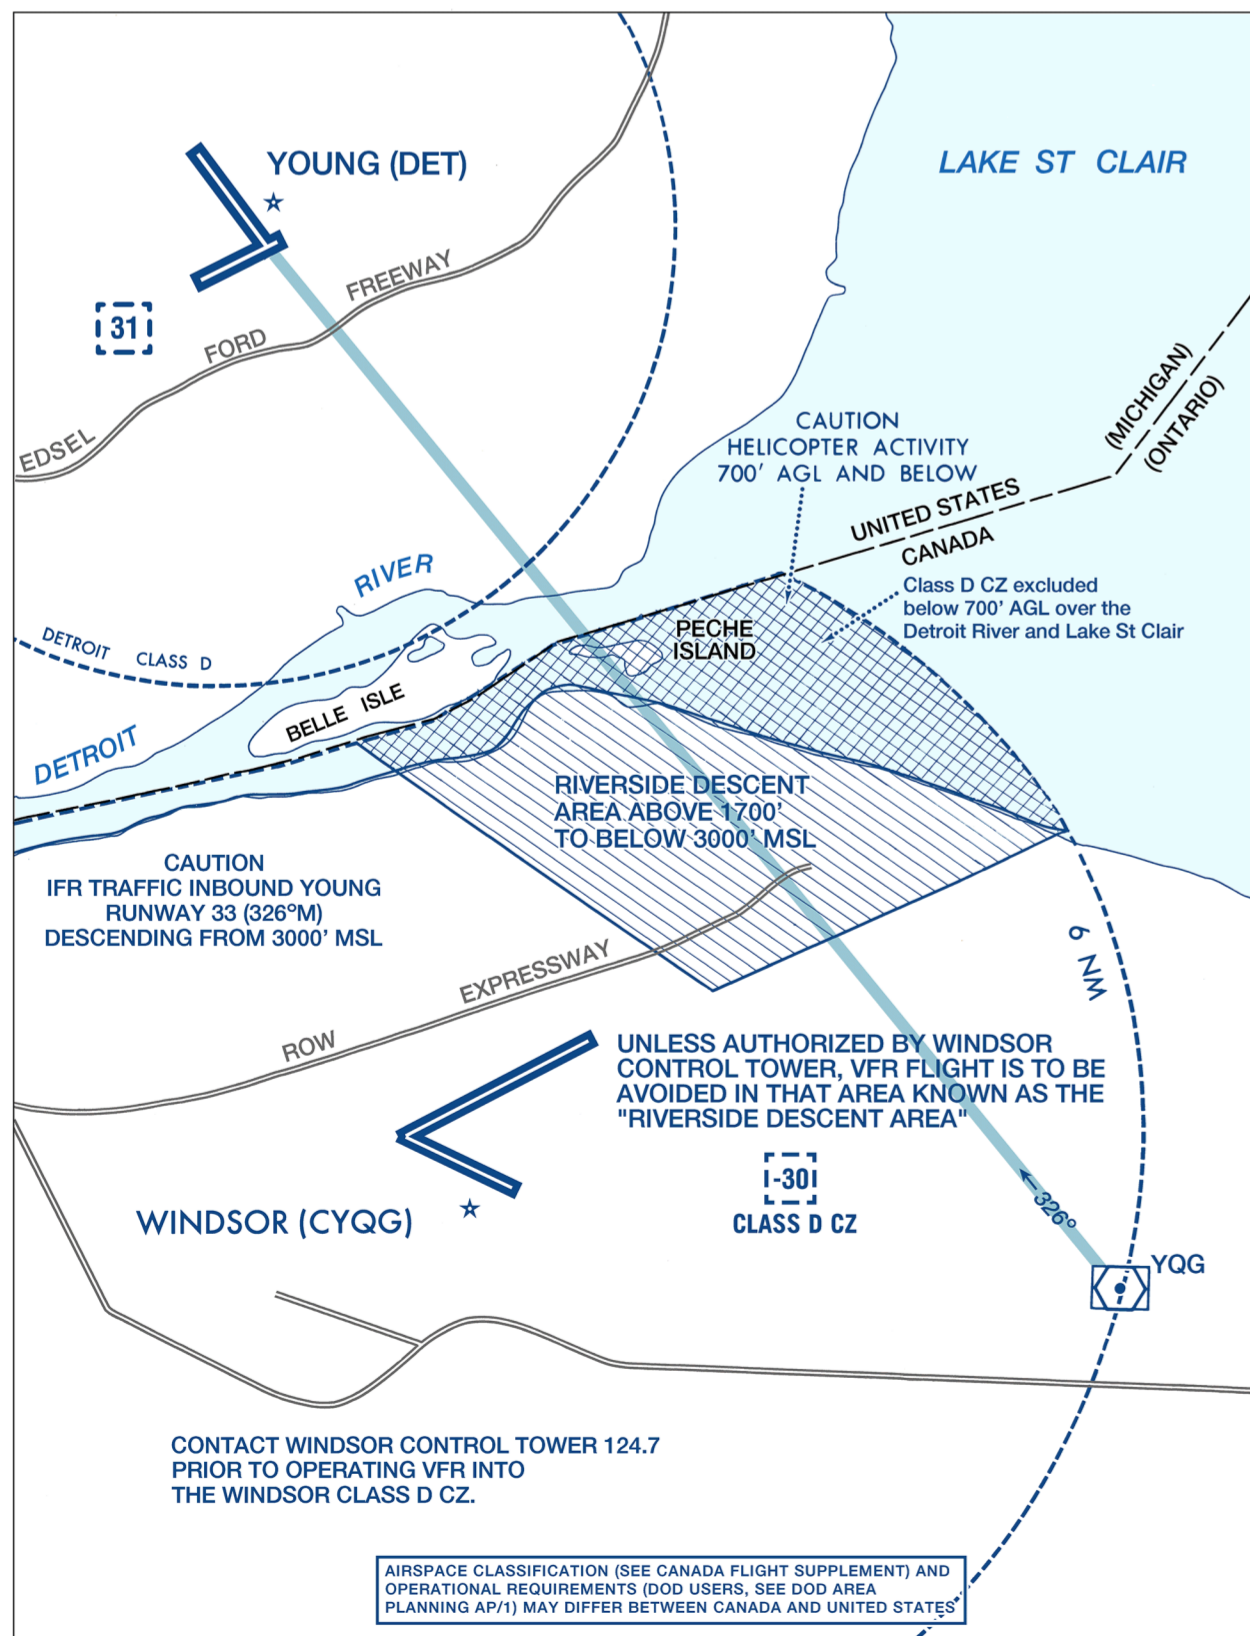 YOUNG (DET)
LAKE ST CLAIR
FREEWAY
31
FORD
EDSEL
(MICHIGAN)
(ONTARIO)
CAUTION
HELICOPTER ACTIVITY
700' AGL AND BELOW
UNITED STATES
CANADA
RIVER
Class D CZ excluded
below 700' AGL over the
Detroit River and Lake St Clair
PECHE
ISLAND
DETROIT CLASS D
BELLE ISLE
DETROIT
RIVERSIDE DESCENT
AREA ABOVE 1700'
TO BELOW 3000' MSL
CAUTION
IFR TRAFFIC INBOUND YOUNG
RUNWAY 33 (326°M)
DESCENDING FROM 3000' MSL
6 NM
EXPRESSWAY
ROW
UNLESS AUTHORIZED BY WINDSOR
CONTROL TOWER, VFR FLIGHT IS TO BE
AVOIDED IN THAT AREA KNOWN AS THE
"RIVERSIDE DESCENT AREA"
-30
CLASS D CZ
WINDSOR (CYQG)
326°
YQG
CONTACT WINDSOR CONTROL TOWER 124.7
PRIOR TO OPERATING VFR INTO
THE WINDSOR CLASS D CZ.
AIRSPACE CLASSIFICATION (SEE CANADA FLIGHT SUPPLEMENT) AND
OPERATIONAL REQUIREMENTS (DOD USERS, SEE DOD AREA
PLANNING AP/1) MAY DIFFER BETWEEN CANADA AND UNITED STATES